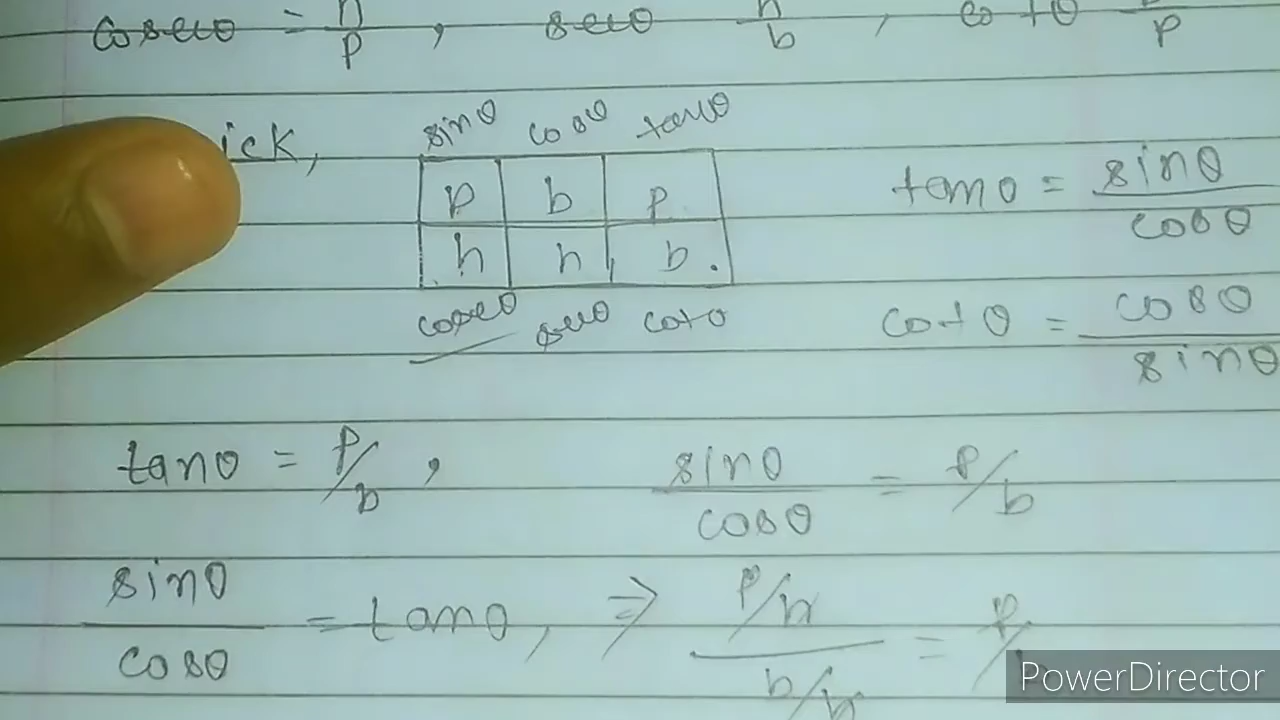 cosecθ = h/p , secθ h/b , cotθ /p
ick,
sinθ cosθ tanθ
p b p
h h b.
cosecθ secθ cotθ
tanθ = sinθ/cosθ
cotθ = cosθ/sinθ
tanθ = p/b , sinθ/cosθ = p/b
sinθ/cosθ = tanθ, ⇒ p/h / b/h = p/
PowerDirector